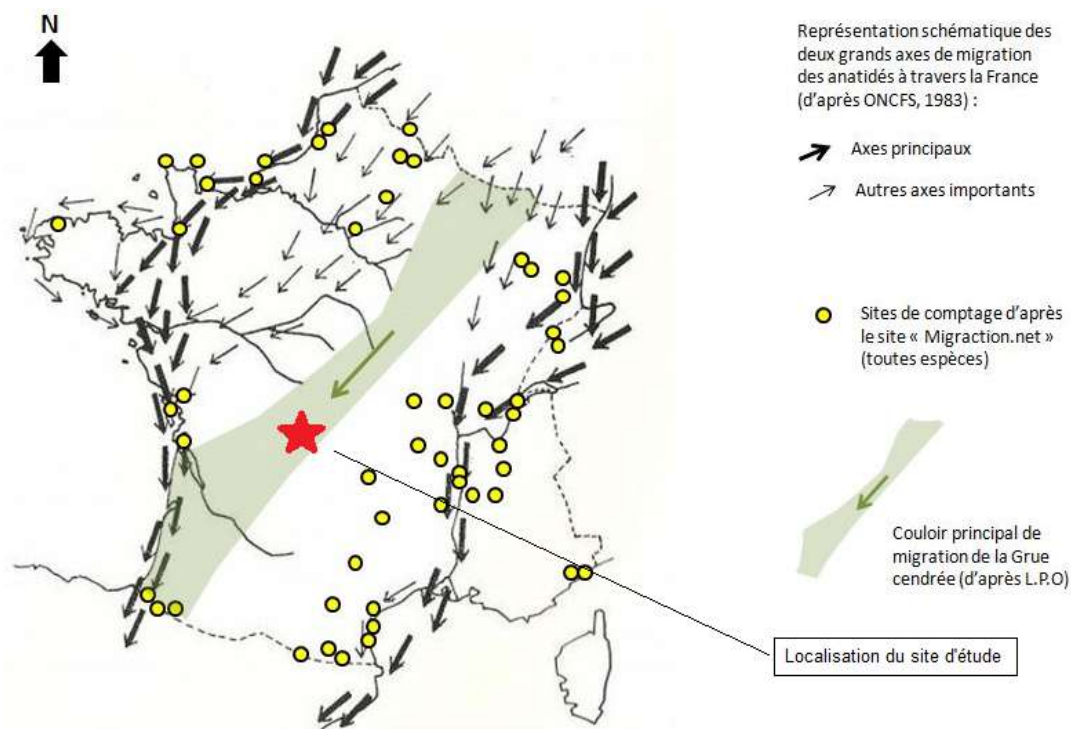 N
Représentation schématique des
deux grands axes de migration
des anatidés à travers la France
(d'après ONCFS, 1983) :
Axes principaux
Autres axes importants
Sites de comptage d'après
le site « Migraction.net »
(toutes espèces)
Couloir principal de
migration de la Grue
cendrée (d'après L.P.O)
Localisation du site d'étude